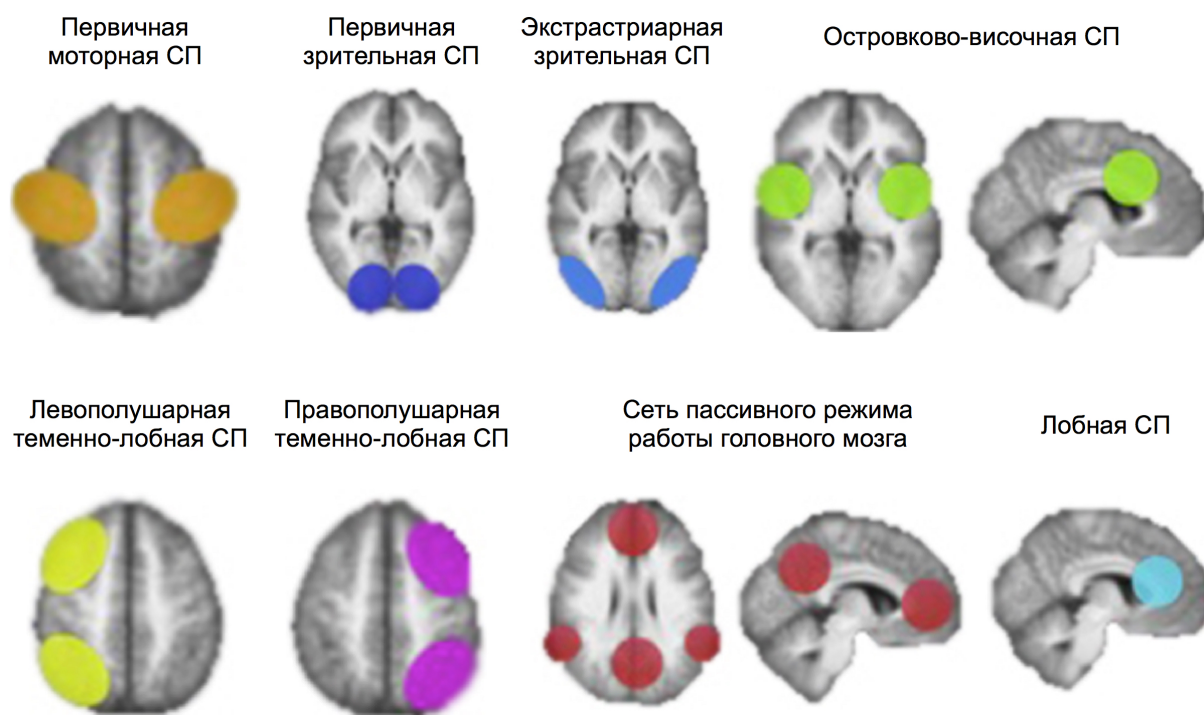 Первичная
моторная СП
Первичная
зрительная СП
Экстрастриарная
зрительная СП
Островково-височная СП
Левополушарная
теменно-лобная СП
Правополушарная
теменно-лобная СП
Сеть пассивного режима
работы головного мозга
Лобная СП